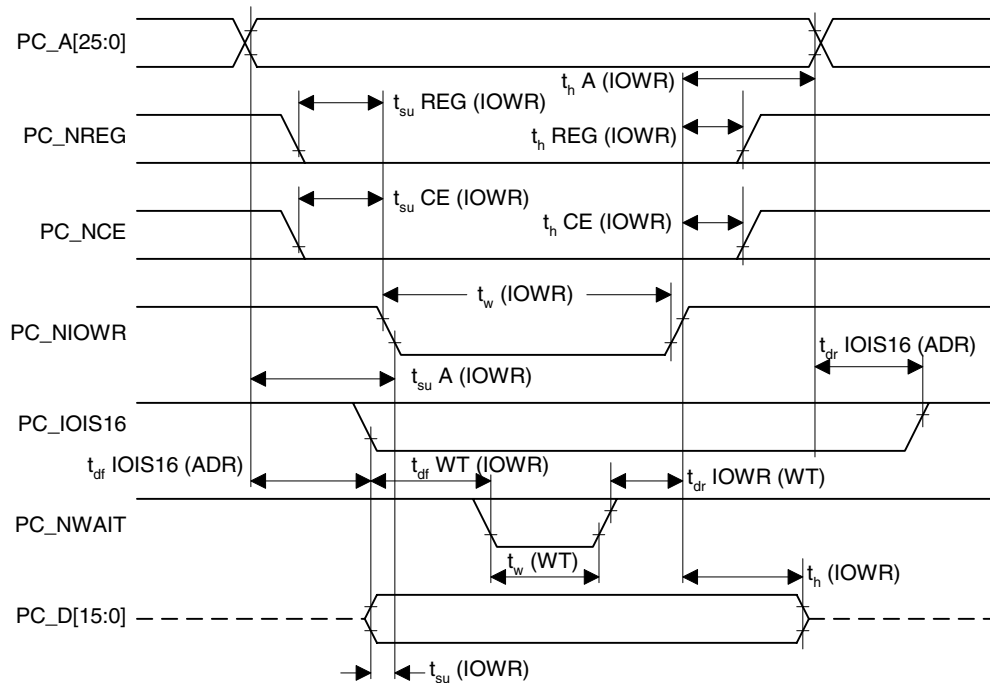 PC_A[25:0]
t_h A (IOWR)
t_su REG (IOWR)
PC_NREG
t_h REG (IOWR)
t_su CE (IOWR)
PC_NCE
t_h CE (IOWR)
t_w (IOWR)
PC_NIOWR
t_dr IOIS16 (ADR)
t_su A (IOWR)
PC_IOIS16
t_df IOIS16 (ADR)
t_df WT (IOWR)
t_dr IOWR (WT)
PC_NWAIT
t_w (WT)
t_h (IOWR)
PC_D[15:0]
t_su (IOWR)